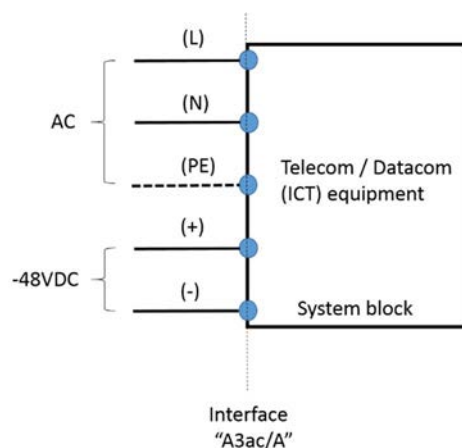 (L)
AC
(N)
(PE)
Telecom / Datacom
(ICT) equipment
(+)
-48VDC
(-)
System block
Interface
“A3ac/A”